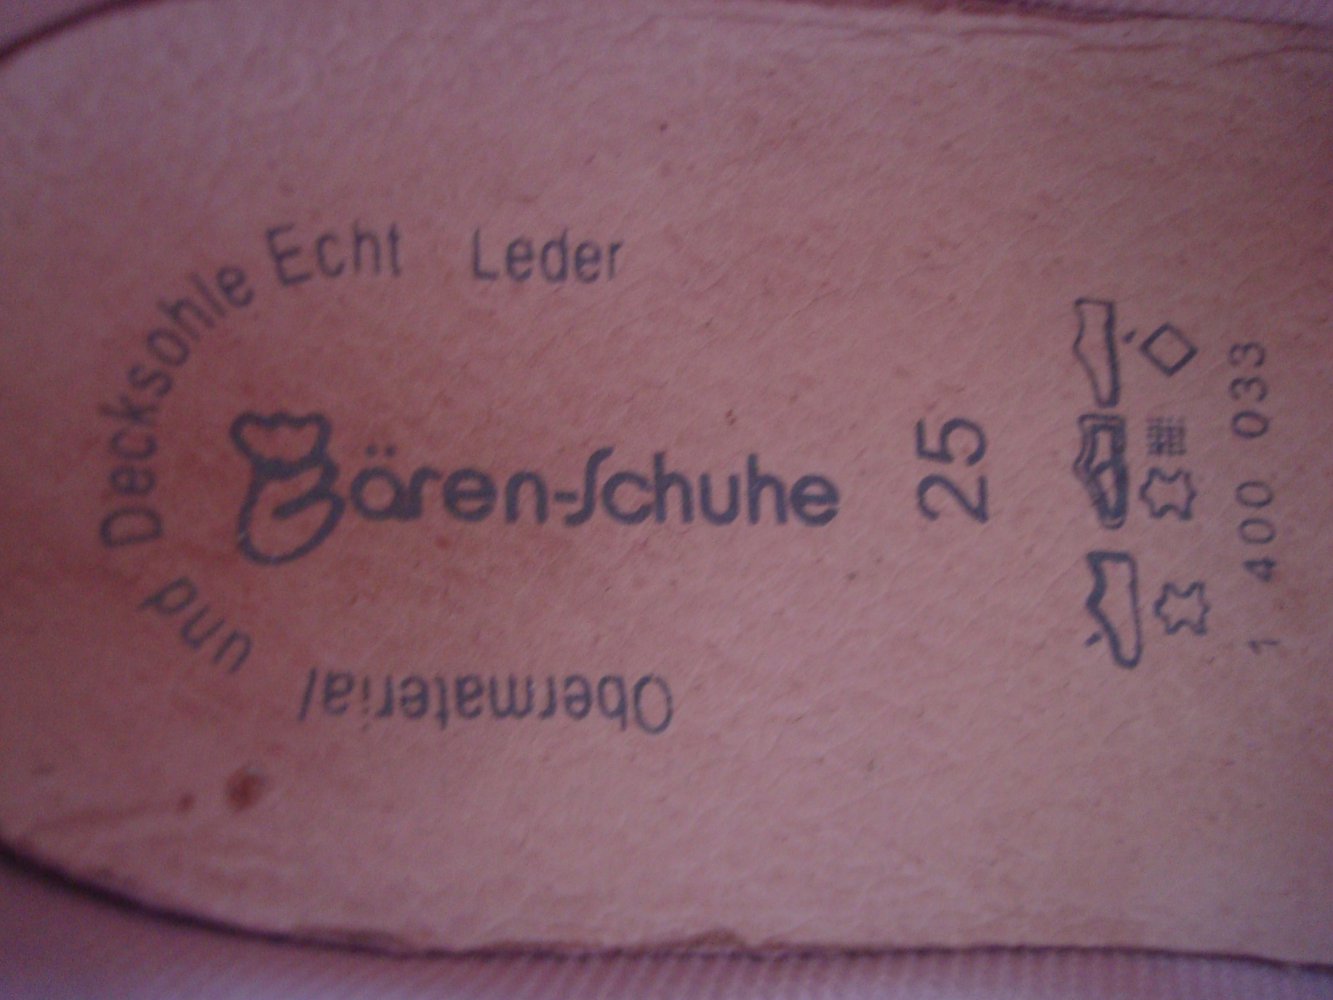 Obermaterial und Decksohle Echt Leder
Bären-Schuhe
25
1 400 033